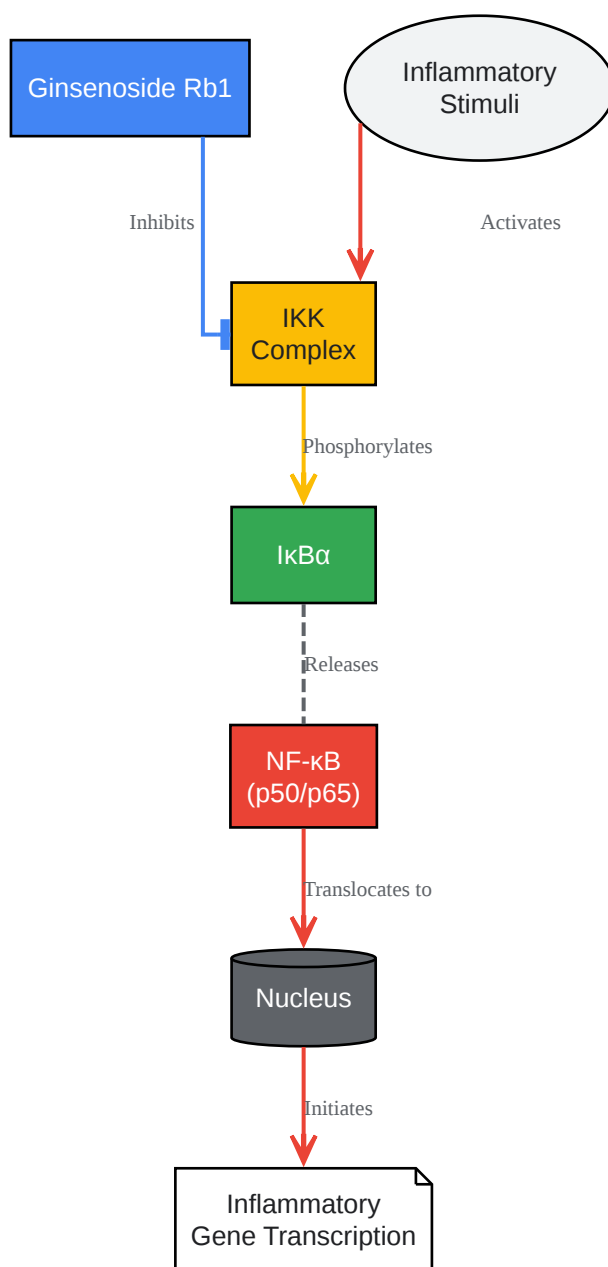 Ginsenoside Rb1
Inflammatory
Stimuli
Inhibits
Activates
IKK
Complex
Phosphorylates
IκBα
Releases
NF-κB
(p50/p65)
Translocates to
Nucleus
Initiates
Inflammatory
Gene Transcription